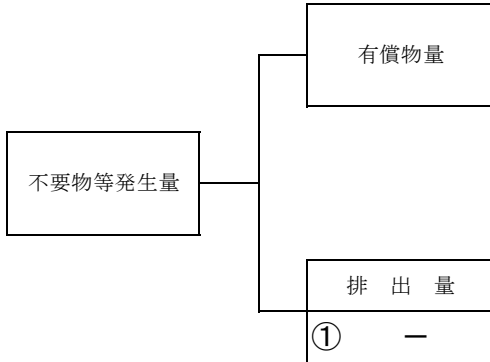 有償物量
不要物等発生量
排 出 量
① ー